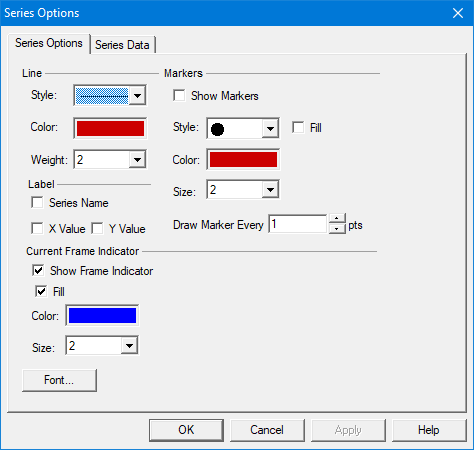 Series Options
Series Options Series Data
Line Markers
Style: Show Markers
Color: Style: Fill
Weight: 2 Color:
Label Size: 2
Series Name
X Value Y Value Draw Marker Every 1 pts
Current Frame Indicator
Show Frame Indicator
Fill
Color:
Size: 2
Font...
OK Cancel Apply Help